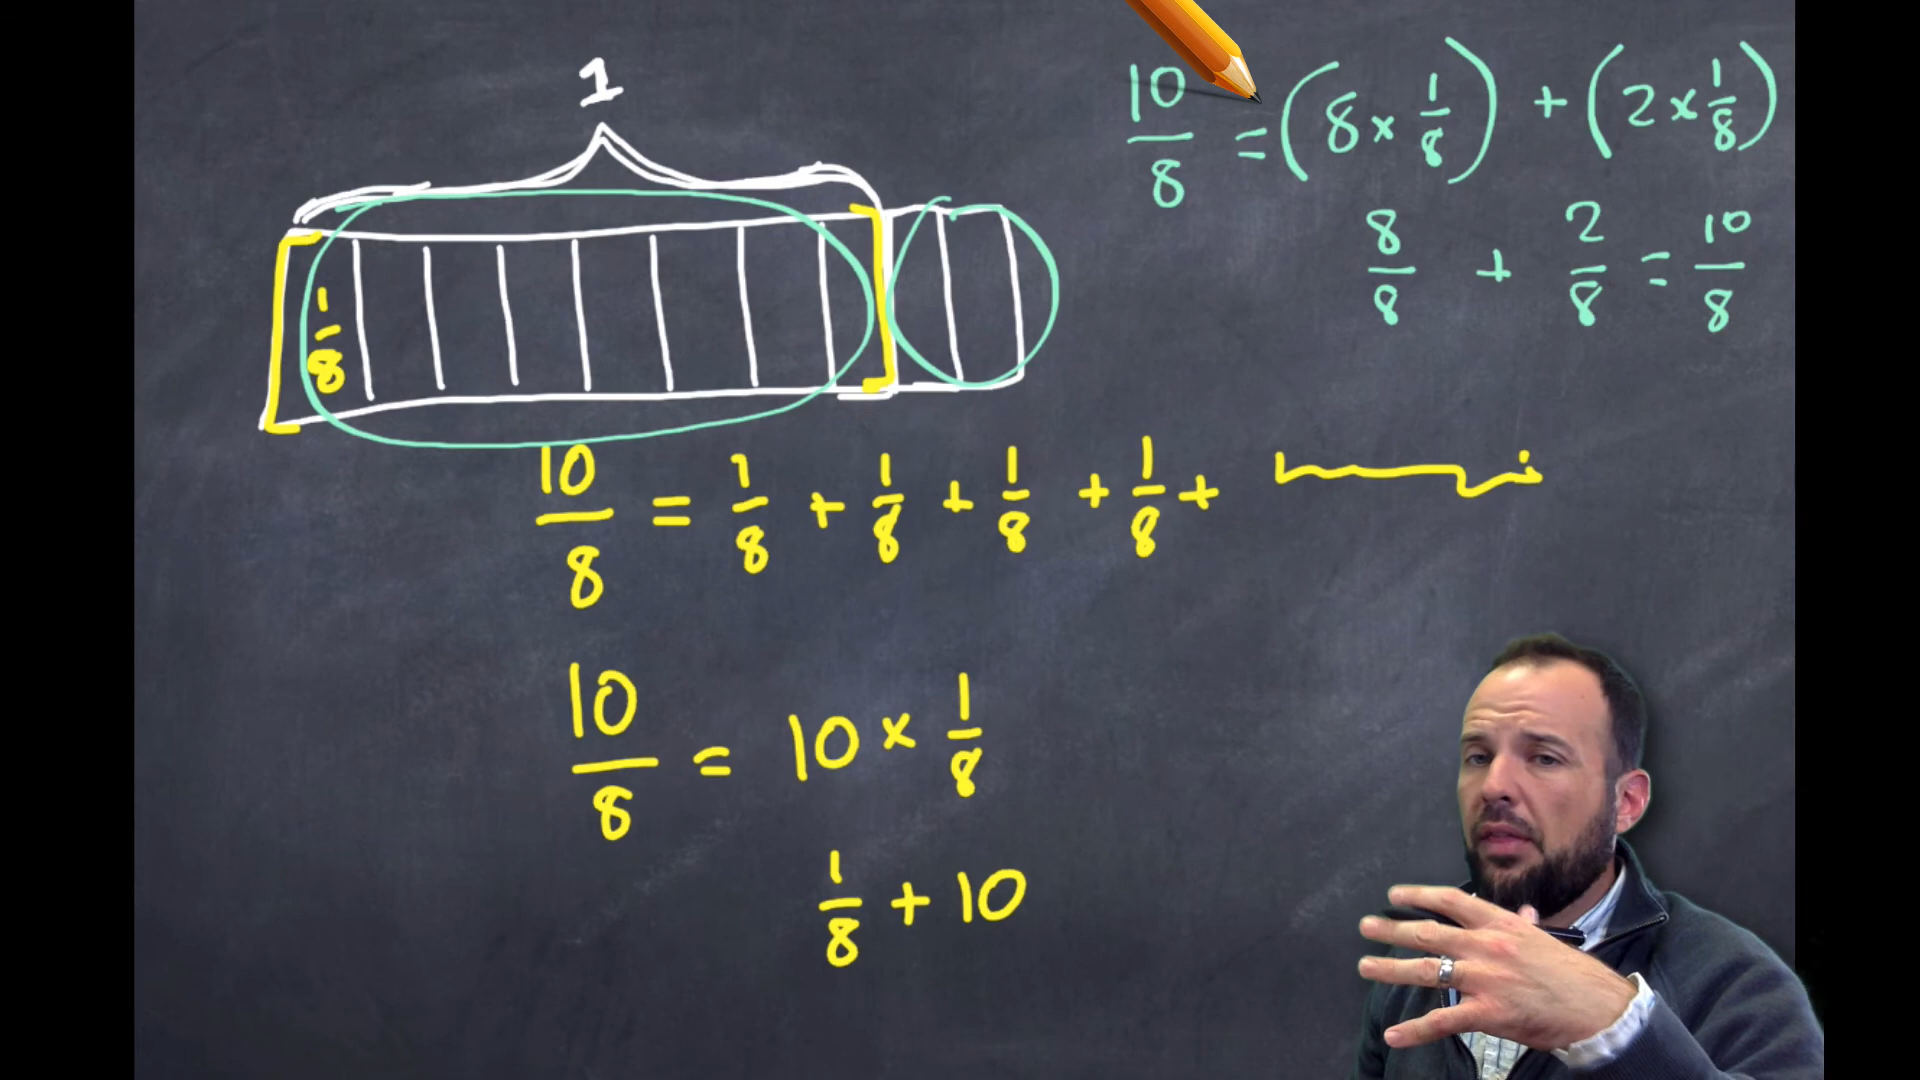 1
1/8
10/8 = (8 × 1/8) + (2 × 1/8)
8/8 + 2/8 = 10/8
10/8 = 1/8 + 1/8 + 1/8 + 1/8 +
10/8 = 10 × 1/8
1/8 + 10